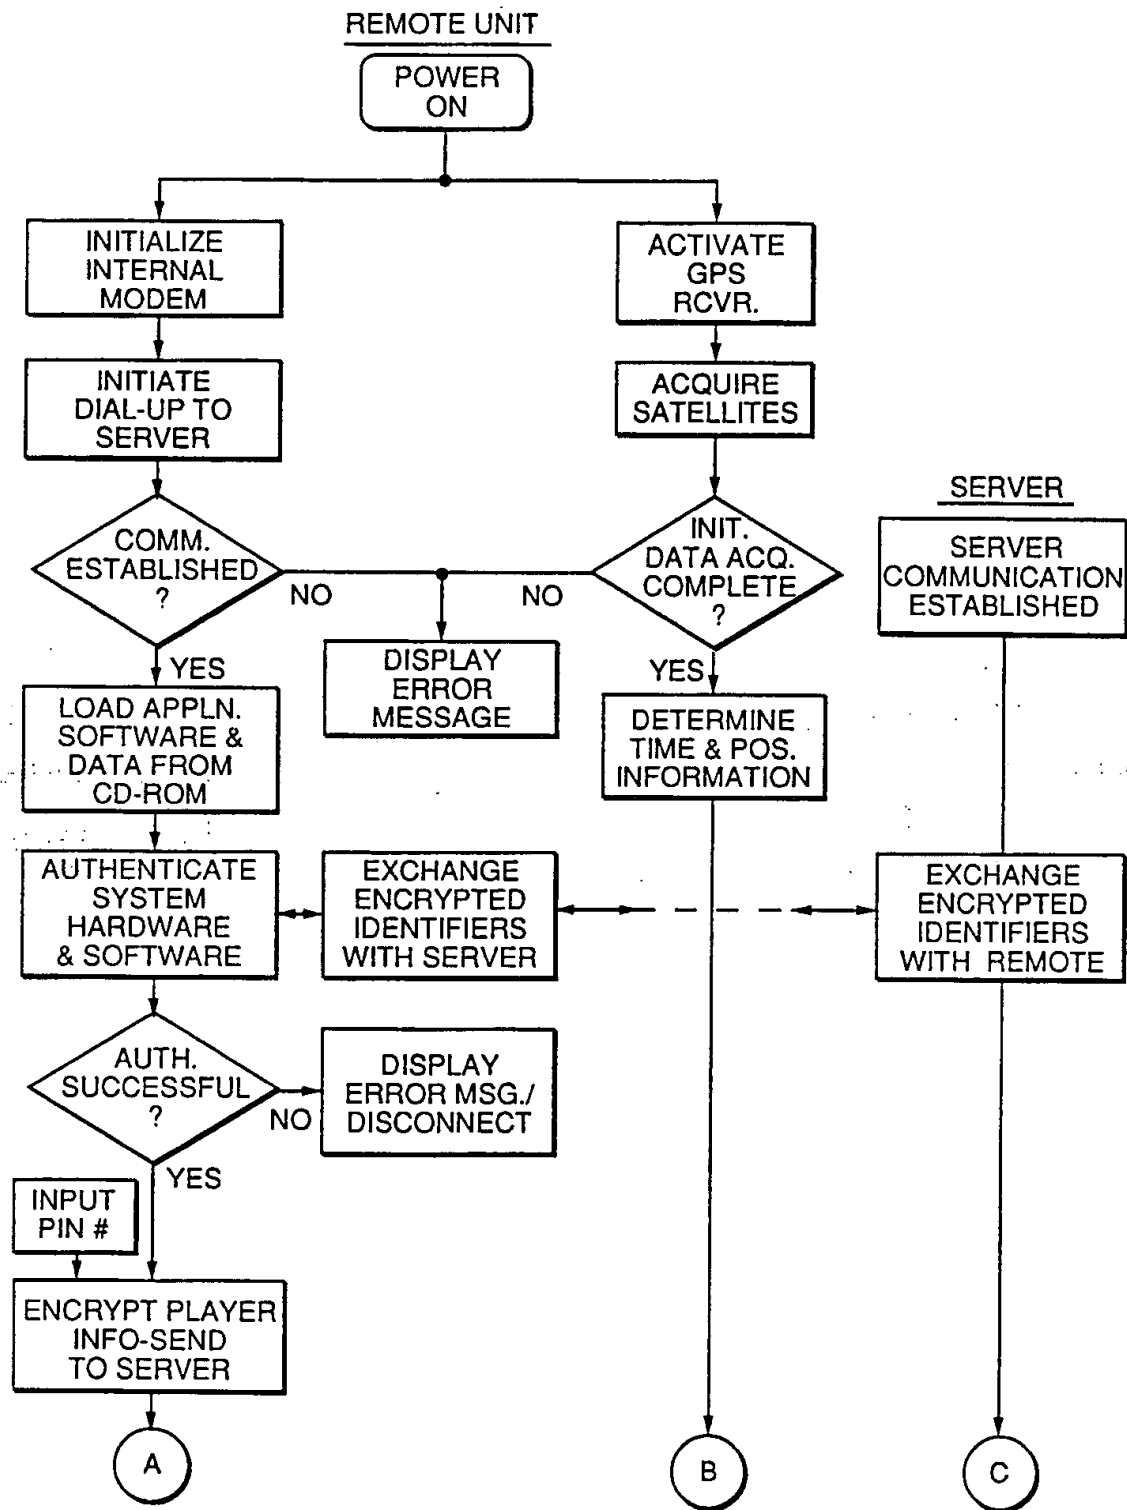 REMOTE UNIT
POWER
ON
INITIALIZE
INTERNAL
MODEM
ACTIVATE
GPS
RCVR.
INITIATE
DIAL-UP TO
SERVER
ACQUIRE
SATELLITES
SERVER
COMM.
ESTABLISHED
?
NO
INIT.
DATA ACQ.
COMPLETE
?
NO
SERVER
COMMUNICATION
ESTABLISHED
YES
DISPLAY
ERROR
MESSAGE
YES
LOAD APPLN.
SOFTWARE &
DATA FROM
CD-ROM
DETERMINE
TIME & POS.
INFORMATION
AUTHENTICATE
SYSTEM
HARDWARE
& SOFTWARE
EXCHANGE
ENCRYPTED
IDENTIFIERS
WITH SERVER
EXCHANGE
ENCRYPTED
IDENTIFIERS
WITH REMOTE
AUTH.
SUCCESSFUL
?
NO
DISPLAY
ERROR MSG./
DISCONNECT
YES
INPUT
PIN #
ENCRYPT PLAYER
INFO-SEND
TO SERVER
A
B
C